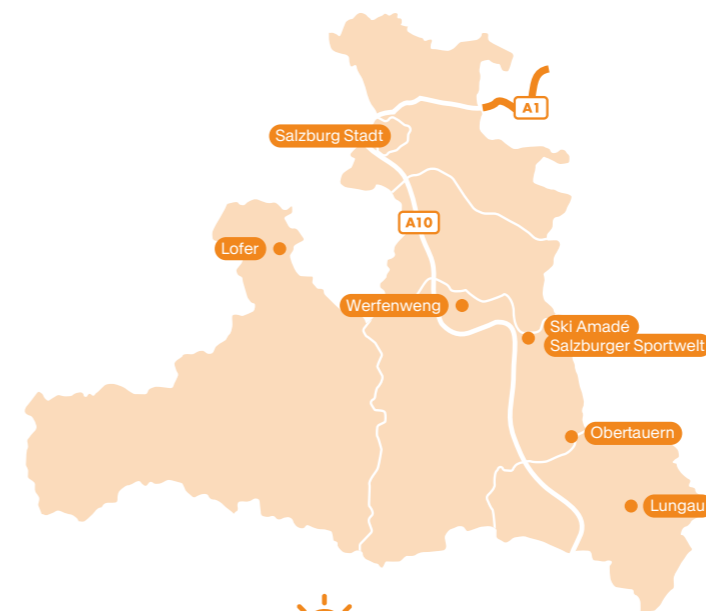 A1
Salzburg Stadt
A10
Lofer
Werfenweng
Ski Amadé
Salzburger Sportwelt
Obertauern
Lungau